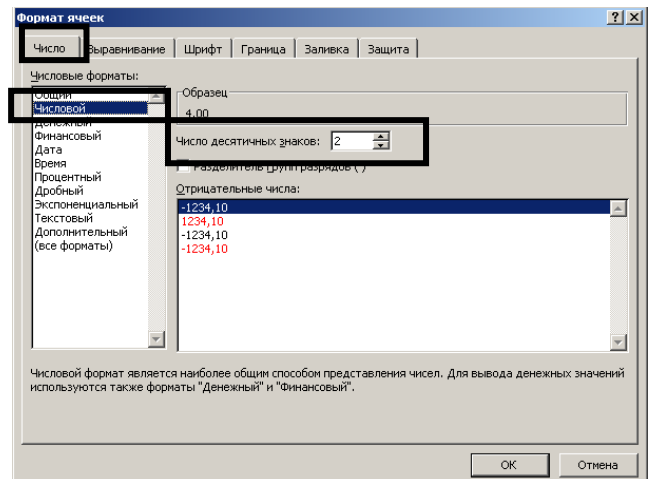 Формат ячеек
Число Выравнивание Шрифт Граница Заливка Защита
Числовые форматы:
Общий
Числовой
Денежный
Финансовый
Дата
Время
Процентный
Дробный
Экспоненциальный
Текстовый
Дополнительный
(все форматы)
Образец
4,00
Число десятичных знаков: 2
Разделитель групп разрядов ( )
Отрицательные числа:
-1234,10
1234,10
-1234,10
-1234,10
Числовой формат является наиболее общим способом представления чисел. Для вывода денежных значений
используются также форматы "Денежный" и "Финансовый".
ОК Отмена